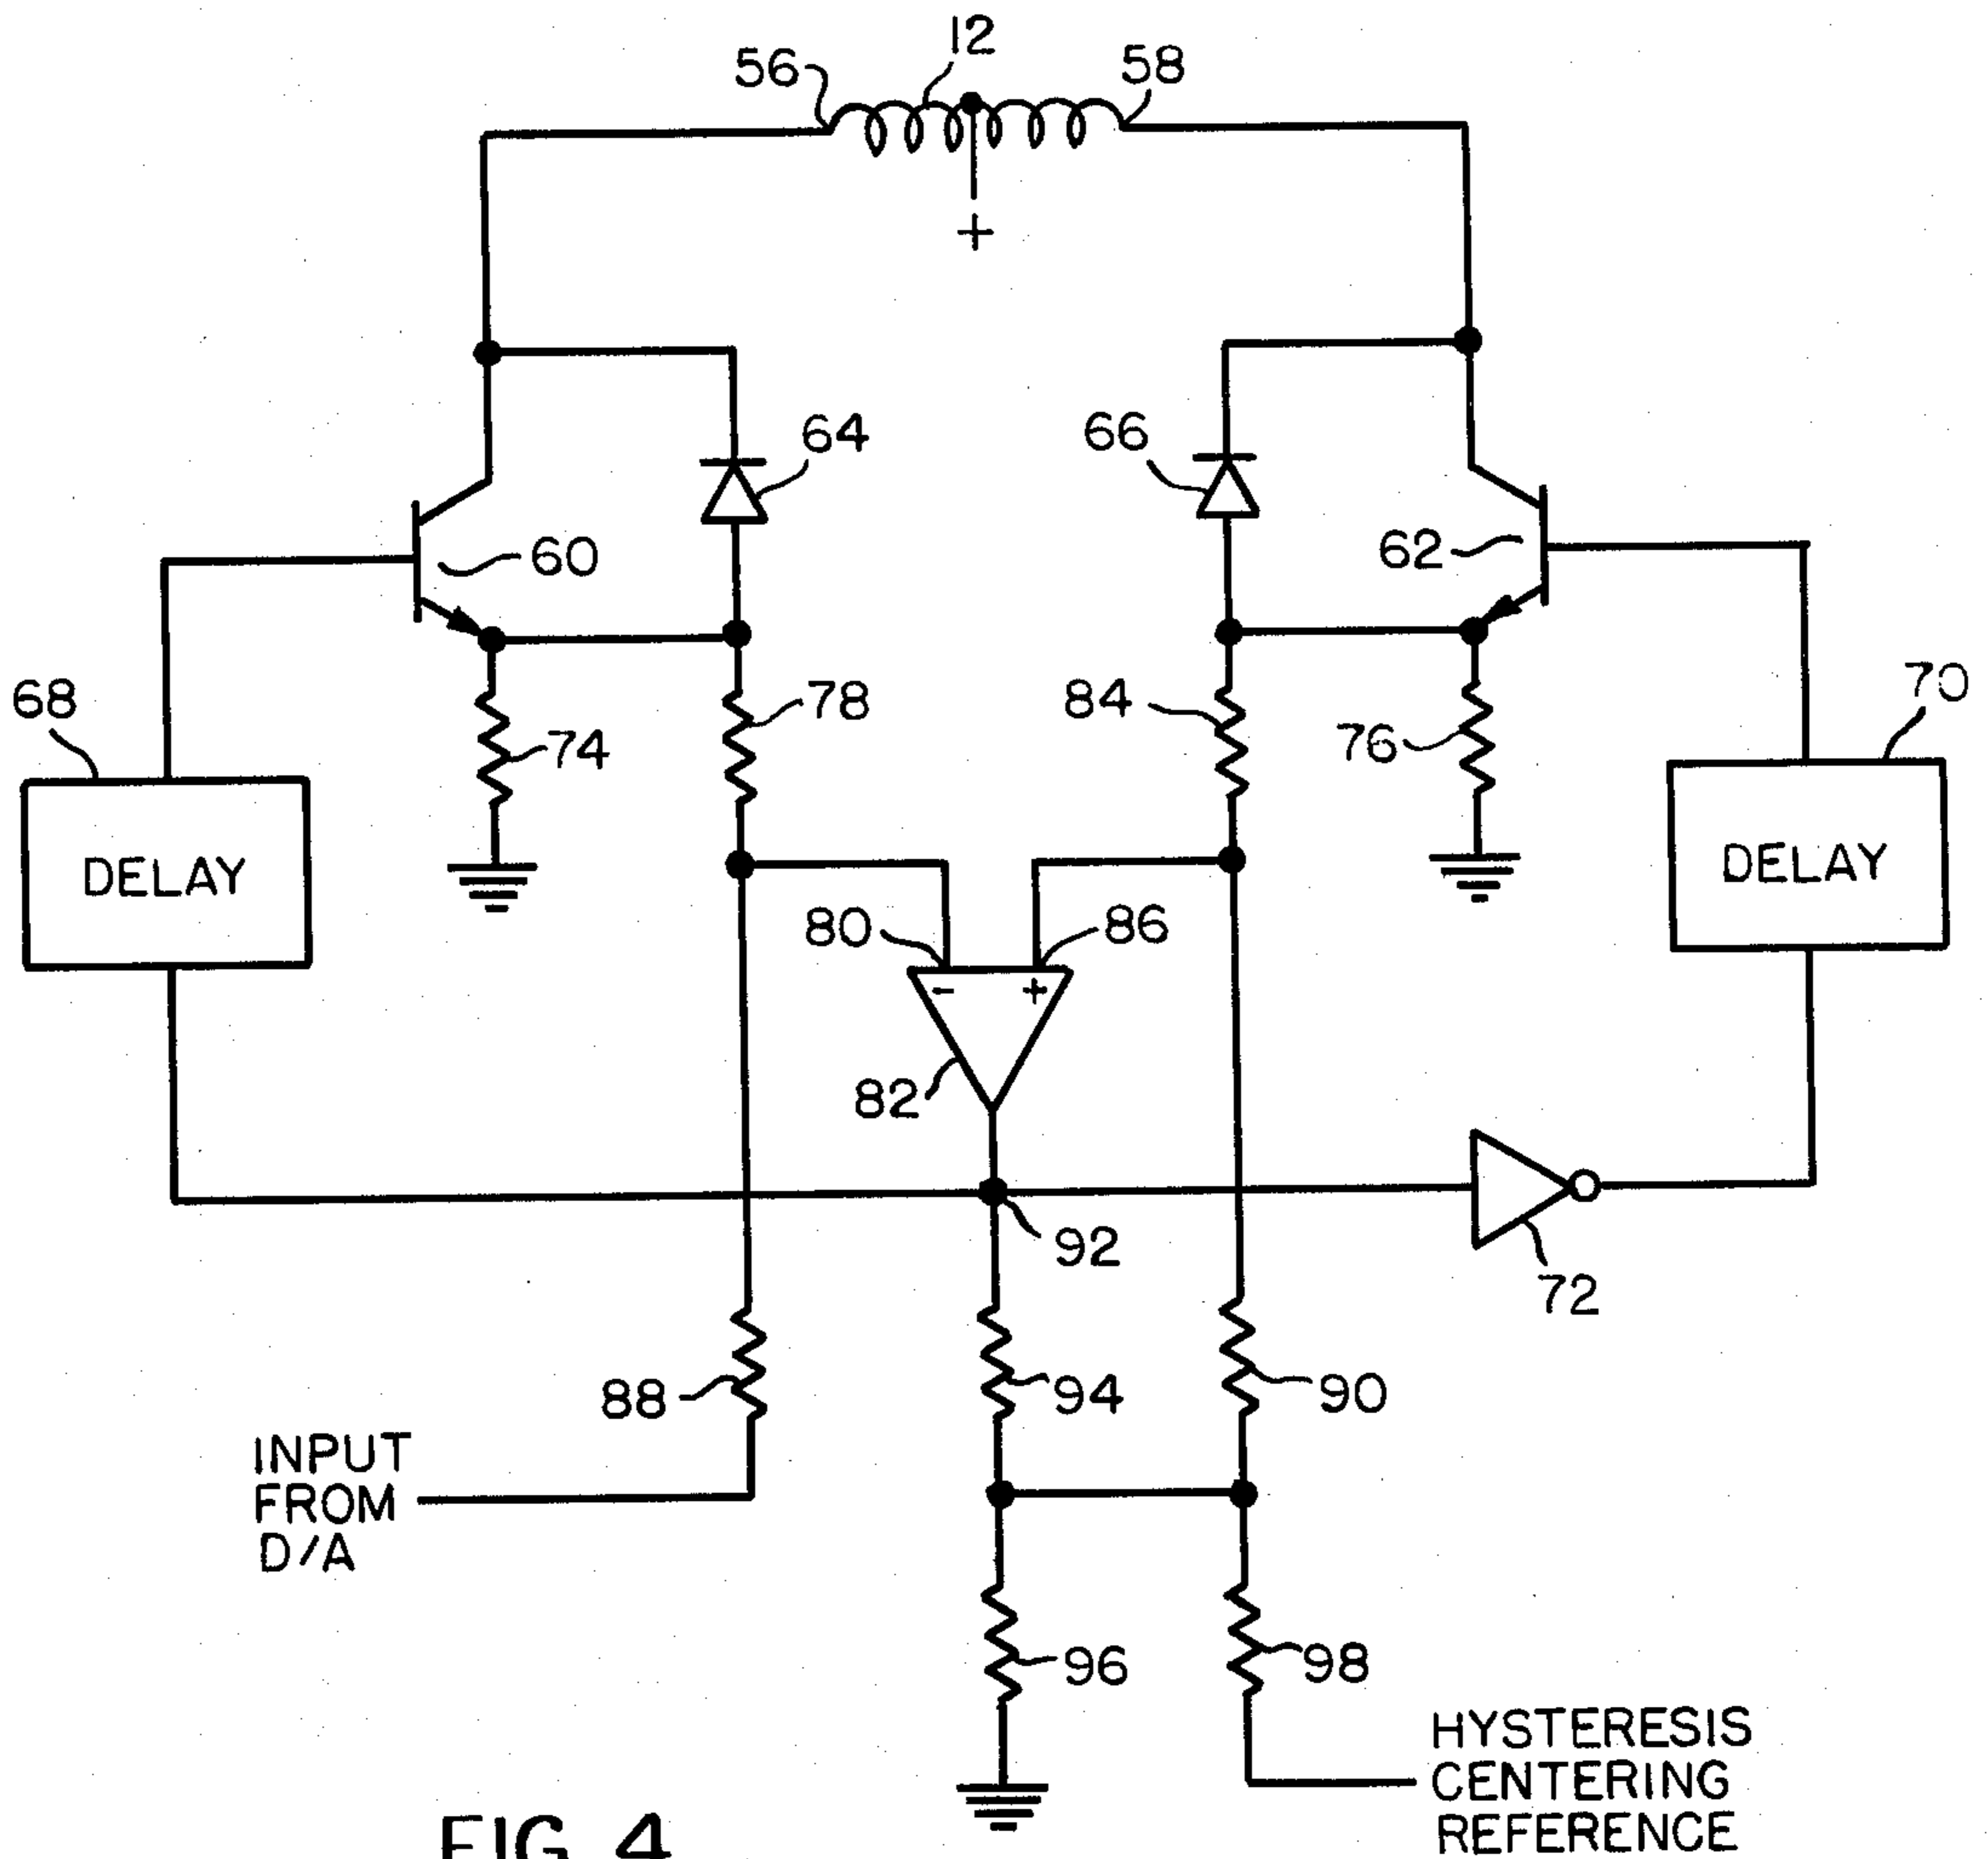 12
56
58
+
64
66
60
62
68
78
84
70
74
76
DELAY
DELAY
80
86
-
+
82
92
72
88
94
90
INPUT
FROM
D/A
96
98
HYSTERESIS
CENTERING
REFERENCE
FIG. 4